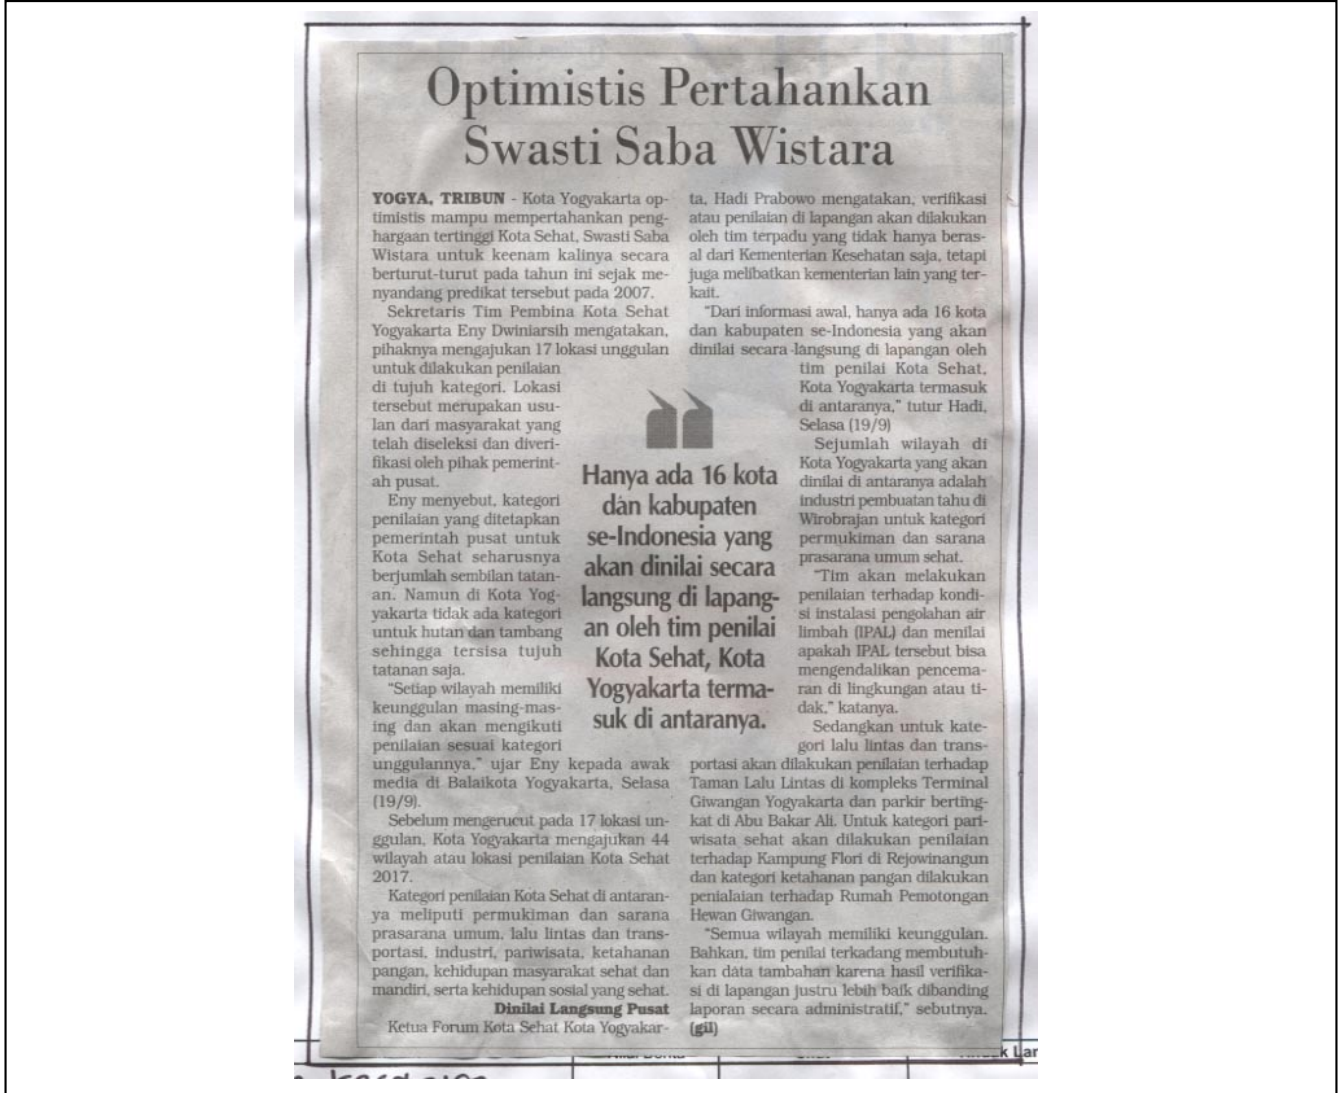 Optimistis Pertahankan
Swasti Saba Wistara
YOGYA, TRIBUN - Kota Yogyakarta op-
timistis mampu mempertahankan peng-
hargaan tertinggi Kota Sehat, Swasti Saba
Wistara untuk keenam kalinya secara
berturut-turut pada tahun ini sejak me-
nyandang predikat tersebut pada 2007.
Sekretaris Tim Pembina Kota Sehat
Yogyakarta Eny Dwiniarsih mengatakan,
pihaknya mengajukan 17 lokasi unggulan
untuk dilakukan penilaian
di tujuh kategori. Lokasi
tersebut merupakan usu-
lan dari masyarakat yang
telah diseleksi dan diveri-
fikasi oleh pihak pemerint-
ah pusat.
Eny menyebut, kategori
penilaian yang ditetapkan
pemerintah pusat untuk
Kota Sehat seharusnya
berjumlah sembilan tatan-
an. Namun di Kota Yog-
yakarta tidak ada kategori
untuk hutan dan tambang
sehingga tersisa tujuh
tatanan saja.
"Setiap wilayah memiliki
keunggulan masing-mas-
ing dan akan mengikuti
penilaian sesuai kategori
unggulannya," ujar Eny kepada awak
media di Balaikota Yogyakarta, Selasa
(19/9).
Sebelum mengerucut pada 17 lokasi un-
ggulan, Kota Yogyakarta mengajukan 44
wilayah atau lokasi penilaian Kota Sehat
2017.
Kategori penilaian Kota Sehat di antaran-
ya meliputi permukiman dan sarana
prasarana umum, lalu lintas dan trans-
portasi, industri, pariwisata, ketahanan
pangan, kehidupan masyarakat sehat dan
mandiri, serta kehidupan sosial yang sehat.
Dinilai Langsung Pusat
Ketua Forum Kota Sehat Kota Yogyakar-
Hanya ada 16 kota
dan kabupaten
se-Indonesia yang
akan dinilai secara
langsung di lapang-
an oleh tim penilai
Kota Sehat, Kota
Yogyakarta terma-
suk di antaranya.
ta, Hadi Prabowo mengatakan, verifikasi
atau penilaian di lapangan akan dilakukan
oleh tim terpadu yang tidak hanya beras-
al dari Kementerian Kesehatan saja, tetapi
juga melibatkan kementerian lain yang ter-
kait.
"Dari informasi awal, hanya ada 16 kota
dan kabupaten se-Indonesia yang akan
dinilai secara langsung di lapangan oleh
tim penilai Kota Sehat,
Kota Yogyakarta termasuk
di antaranya," tutur Hadi,
Selasa (19/9)
Sejumlah wilayah di
Kota Yogyakarta yang akan
dinilai di antaranya adalah
industri pembuatan tahu di
Wirobrajan untuk kategori
permukiman dan sarana
prasarana umum sehat.
"Tim akan melakukan
penilaian terhadap kondi-
si instalasi pengolahan air
limbah (IPAL) dan menilai
apakah IPAL tersebut bisa
mengendalikan pencema-
ran di lingkungan atau ti-
dak," katanya.
Sedangkan untuk kate-
gori lalu lintas dan trans-
portasi akan dilakukan penilaian terhadap
Taman Lalu Lintas di kompleks Terminal
Giwangan Yogyakarta dan parkir berting-
kat di Abu Bakar Ali. Untuk kategori pari-
wisata sehat akan dilakukan penilaian
terhadap Kampung Flori di Rejowinangun
dan kategori ketahanan pangan dilakukan
penialaian terhadap Rumah Pemotongan
Hewan Giwangan.
"Semua wilayah memiliki keunggulan.
Bahkan, tim penilai terkadang membutuh-
kan data tambahan karena hasil verifika-
si di lapangan justru lebih baik dibanding
laporan secara administratif," sebutnya.
(gil)